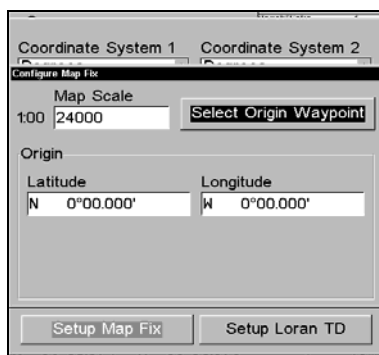 Coordinate System 1 Coordinate System 2
Degrees
Configure Map Fix
Map Scale
1:00 24000 Select Origin Waypoint
Origin
Latitude Longitude
N 0°00.000' W 0°00.000'
Setup Map Fix Setup Loran TD